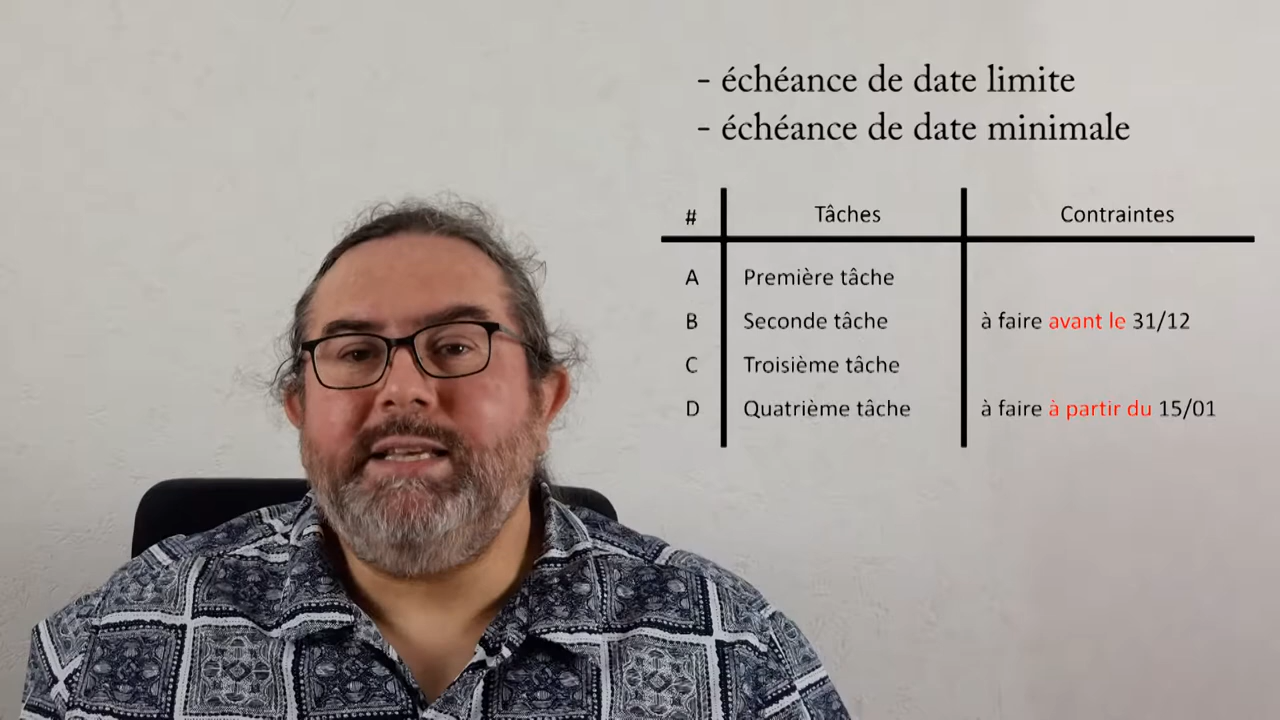 - échéance de date limite
- échéance de date minimale
# Tâches Contraintes
A Première tâche
B Seconde tâche à faire avant le 31/12
C Troisième tâche
D Quatrième tâche à faire à partir du 15/01